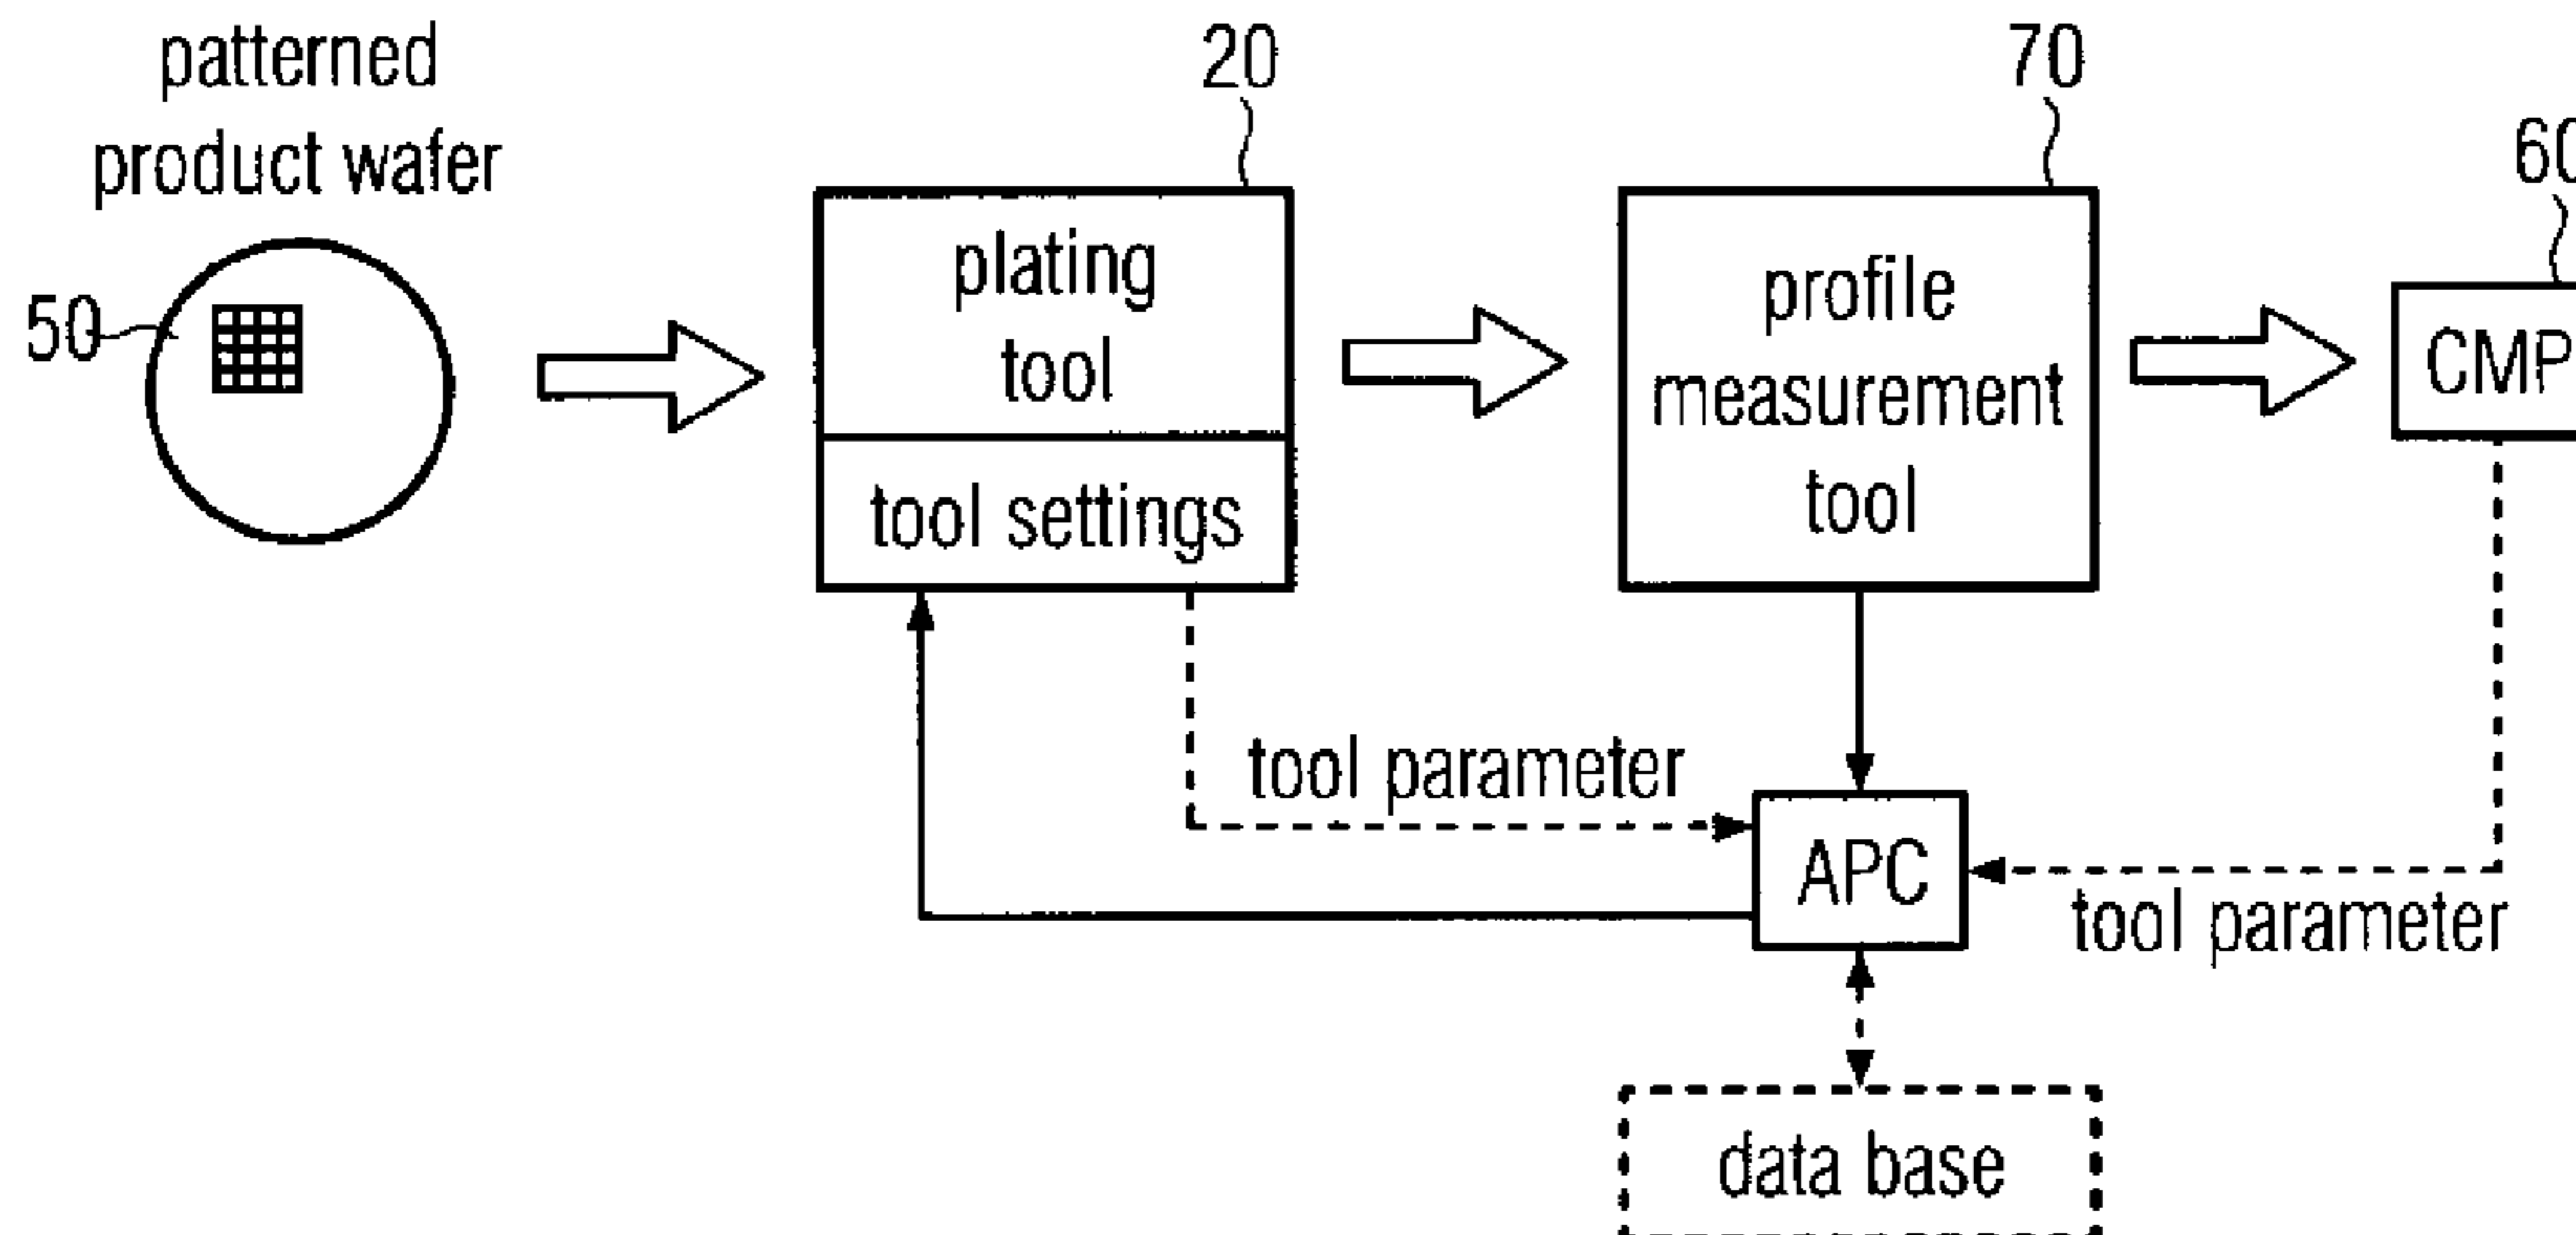 patterned
product wafer
50
20
plating
tool
tool settings
70
profile
measurement
tool
60
CMP
tool parameter
APC
tool parameter
data base